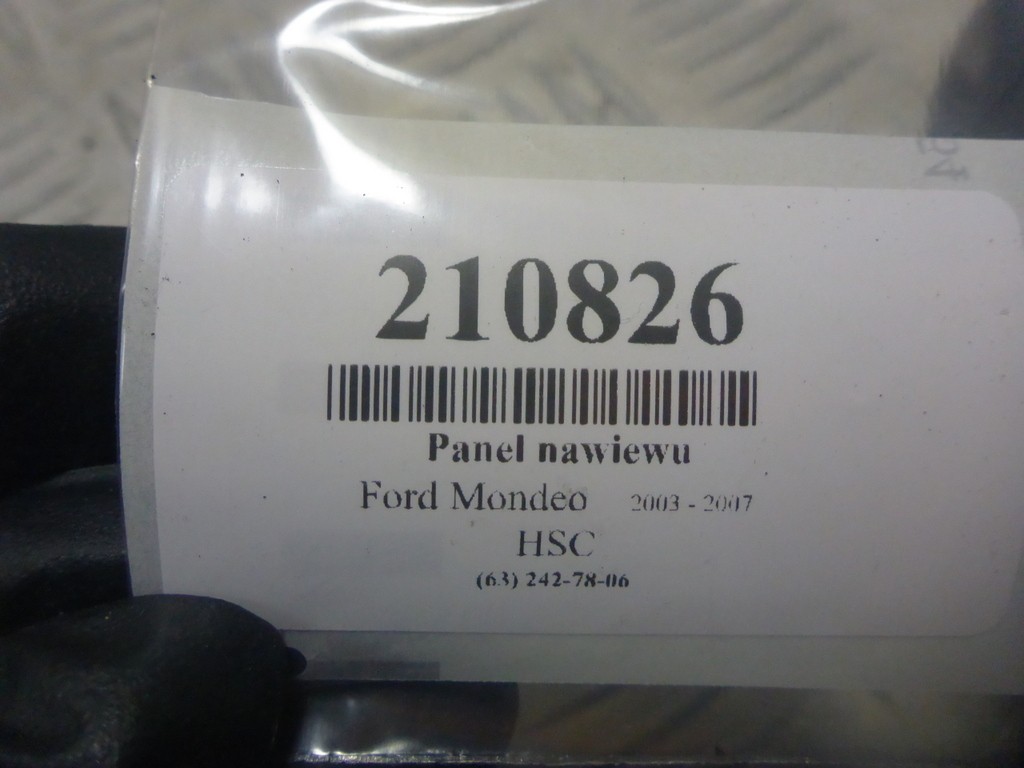 210826
Panel nawiewu
Ford Mondeo 2003 - 2007
HSC
(63) 242-78-06